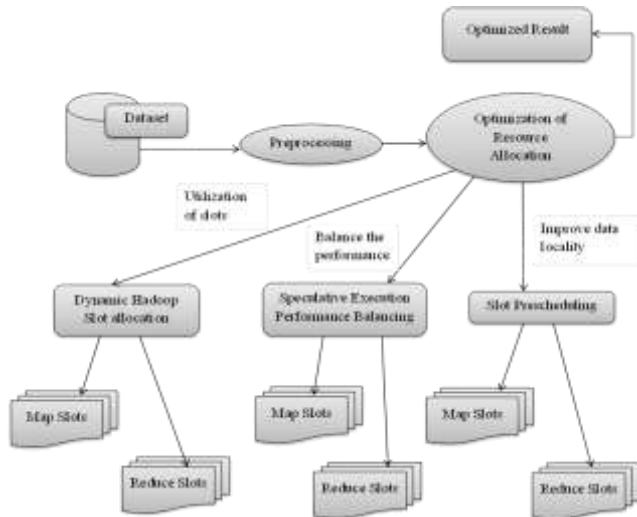 Optimized Result
Dataset
Preprocessing
Optimization of
Resource
Allocation
Utilization
of slots
Balance the
performance
Improve data
locality
Dynamic Hadoop
Slot allocation
Speculative Execution
Performance Balancing
Slot Prescheduling
Map Slots
Map Slots
Map Slots
Reduce Slots
Reduce Slots
Reduce Slots